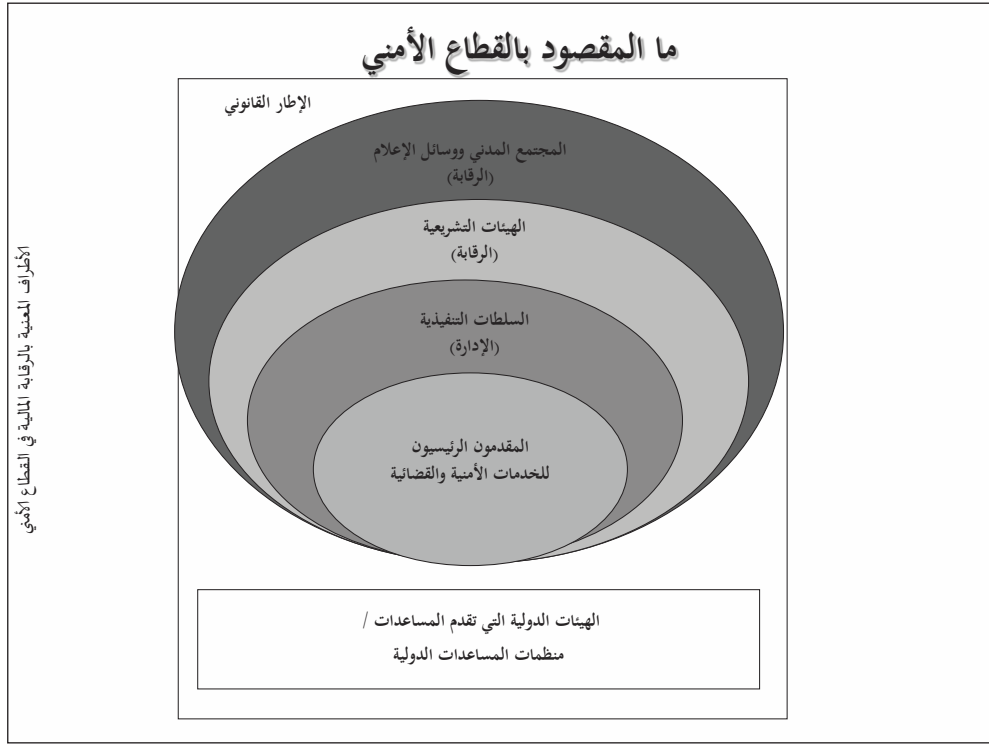 ما المقصود بالقطاع الأمني
الإطار القانوني
المجتمع المدني ووسائل الإعلام
(الرقابة)
الهيئات التشريعية
(الرقابة)
السلطات التنفيذية
(الإدارة)
المقدمون الرئيسيون
للخدمات الأمنية والقضائية
الهيئات الدولية التي تقدم المساعدات /
منظمات المساعدات الدولية
الأطراف المعنية بالرقابة المالية في القطاع الأمني